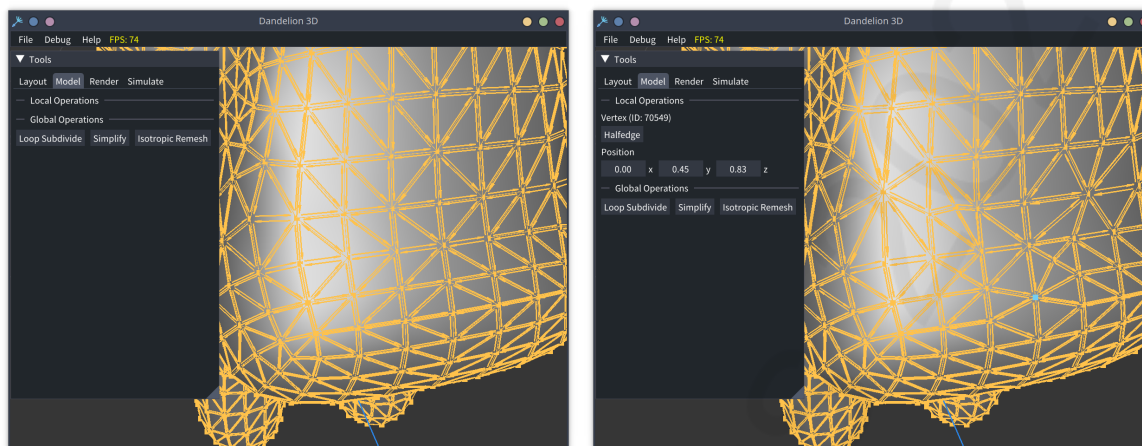 Dandelion 3D
File Debug Help FPS: 74
Tools
Layout Model Render Simulate
Local Operations
Global Operations
Loop Subdivide Simplify Isotropic Remesh
Dandelion 3D
File Debug Help FPS: 74
Tools
Layout Model Render Simulate
Local Operations
Vertex (ID: 70549)
Halfedge
Position
0.00 x 0.45 y 0.83 z
Global Operations
Loop Subdivide Simplify Isotropic Remesh